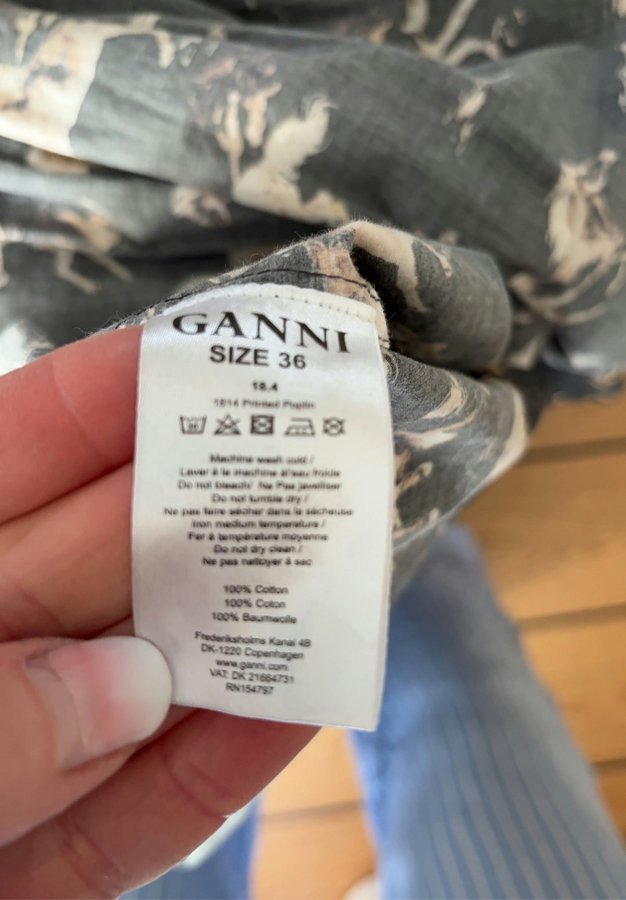 GANNI
SIZE 36
18.4
1814 Printed Poplin
30
Machine wash cold /
Laver à la machine à l'eau froide
Do not bleach/ Ne Pas javelliser
Do not tumble dry /
Ne pas faire sécher dans la sécheuse
Iron medium temperature /
Fer à température moyenne
Do not dry clean /
Ne pas nettoyer à sec
100% Cotton
100% Coton
100% Baumwolle
Frederiksholms Kanal 4B
DK-1220 Copenhagen
www.ganni.com
VAT: DK 21664731
RN154797